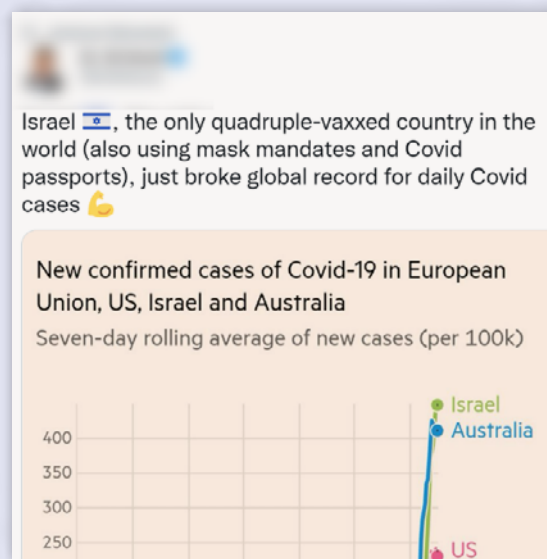 Israel 🇮🇱, the only quadruple-vaxxed country in the
world (also using mask mandates and Covid
passports), just broke global record for daily Covid
cases 💪
New confirmed cases of Covid-19 in European
Union, US, Israel and Australia
Seven-day rolling average of new cases (per 100k)
Israel
Australia
400
350
300
250
US